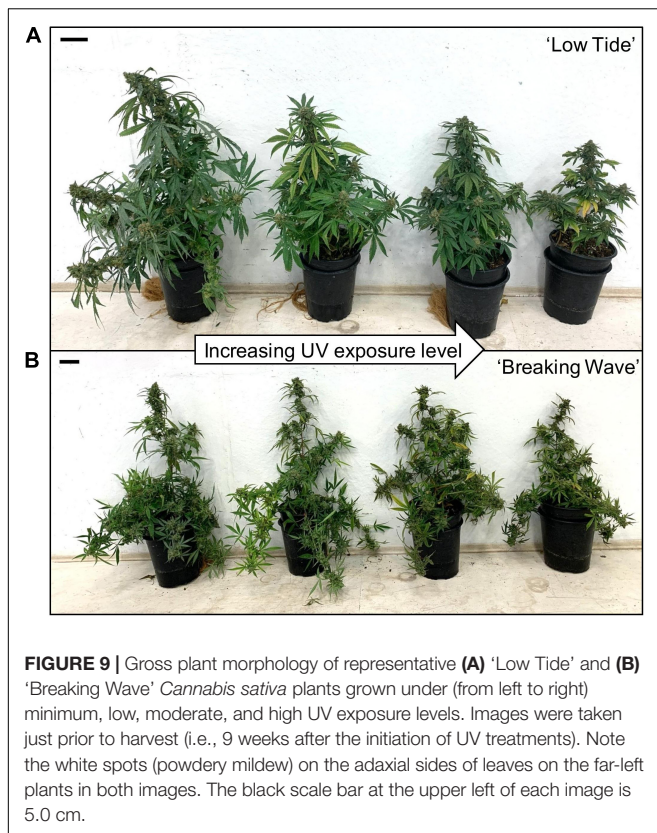 A
'Low Tide'
Increasing UV exposure level
B
'Breaking Wave'
FIGURE 9 | Gross plant morphology of representative (A) 'Low Tide' and (B)
'Breaking Wave' Cannabis sativa plants grown under (from left to right)
minimum, low, moderate, and high UV exposure levels. Images were taken
just prior to harvest (i.e., 9 weeks after the initiation of UV treatments). Note
the white spots (powdery mildew) on the adaxial sides of leaves on the far-left
plants in both images. The black scale bar at the upper left of each image is
5.0 cm.